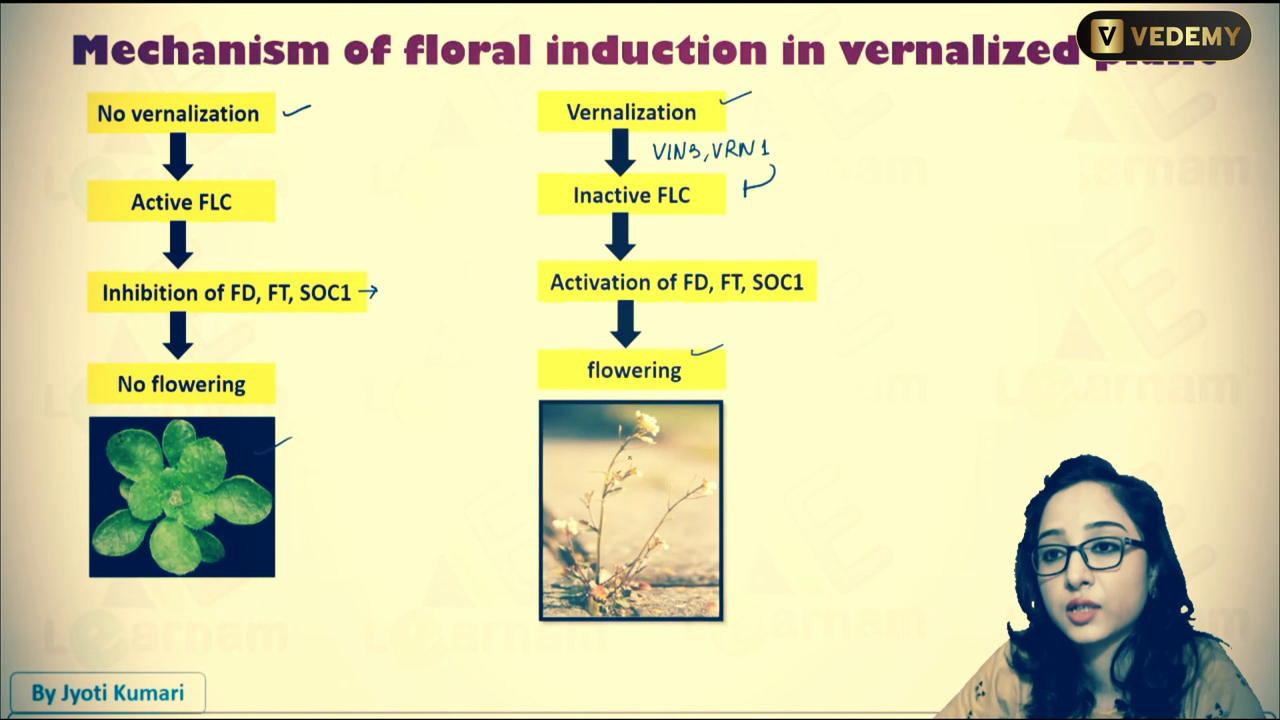 Mechanism of floral induction in vernalized
VEDEMY
No vernalization
Active FLC
Inhibition of FD, FT, SOC1 →
No flowering
Vernalization
VIN3, VRN1
Inactive FLC
Activation of FD, FT, SOC1
flowering
By Jyoti Kumari